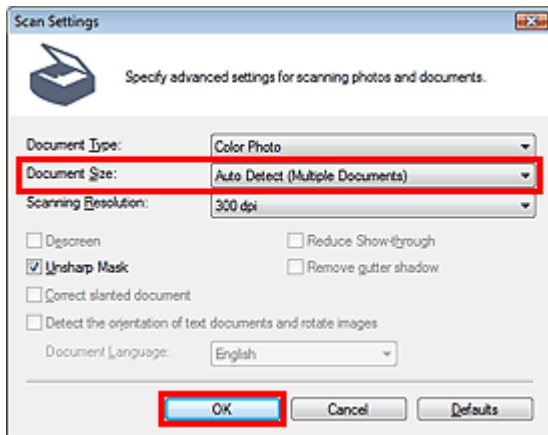 Scan Settings
Specify advanced settings for scanning photos and documents.
Document Type: Color Photo
Document Size: Auto Detect (Multiple Documents)
Scanning Resolution: 300 dpi
Descreen Reduce Show-through
Unsharp Mask Remove gutter shadow
Correct slanted document
Detect the orientation of text documents and rotate images
Document Language: English
OK Cancel Defaults